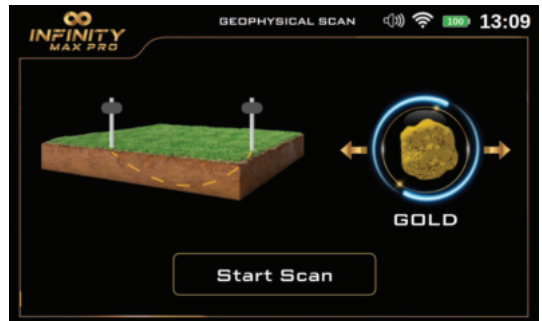 INFINITY
MAX PRO
GEOPHYSICAL SCAN
100
13:09
GOLD
Start Scan